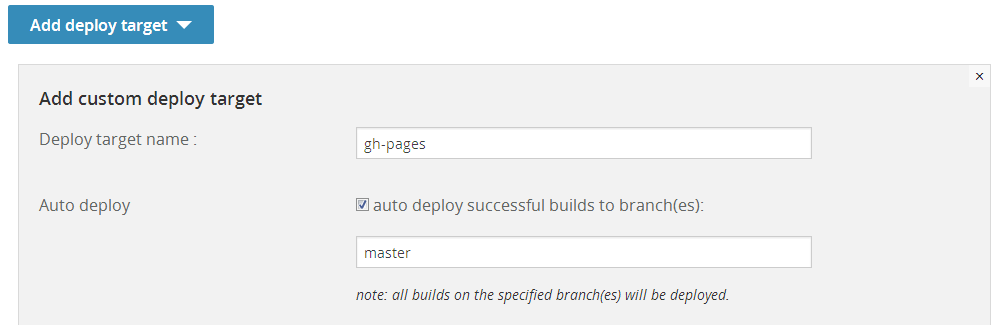 Add deploy target
×
Add custom deploy target
Deploy target name :
gh-pages
Auto deploy
auto deploy successful builds to branch(es):
master
note: all builds on the specified branch(es) will be deployed.